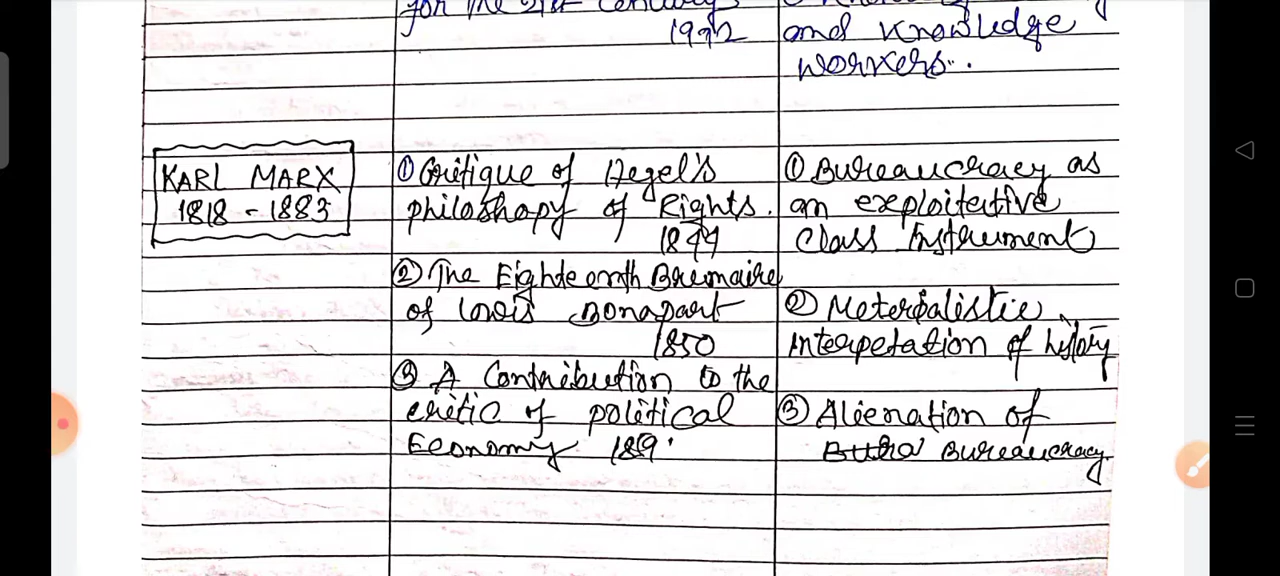 for the 21st Century
1992
and knowledge
workers..
KARL MARX
1818 - 1883
① Critique of Hegel's
philoshopy of Rights.
1844
② The Eighteenth Brumaire
of Lowis Bonapart
1850
③ A Contribution to the
critic of political
Economy 1859
① Bureaucracy as
an exploitative
Class Instrument
② Meterialistic
interpetation of history
③ Alienation of
Bureaucracy